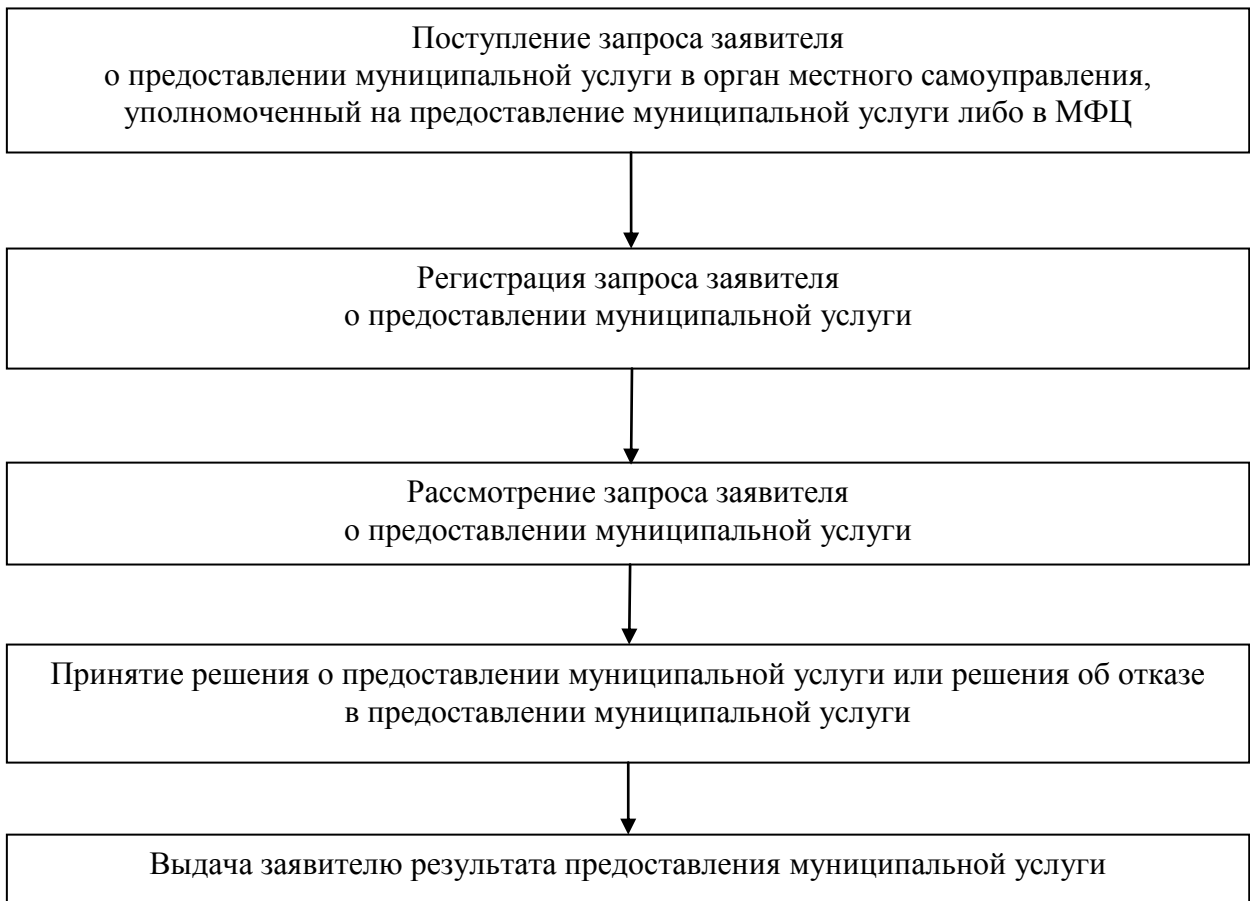 Поступление запроса заявителя
о предоставлении муниципальной услуги в орган местного самоуправления,
уполномоченный на предоставление муниципальной услуги либо в МФЦ
Регистрация запроса заявителя
о предоставлении муниципальной услуги
Рассмотрение запроса заявителя
о предоставлении муниципальной услуги
Принятие решения о предоставлении муниципальной услуги или решения об отказе
в предоставлении муниципальной услуги
Выдача заявителю результата предоставления муниципальной услуги